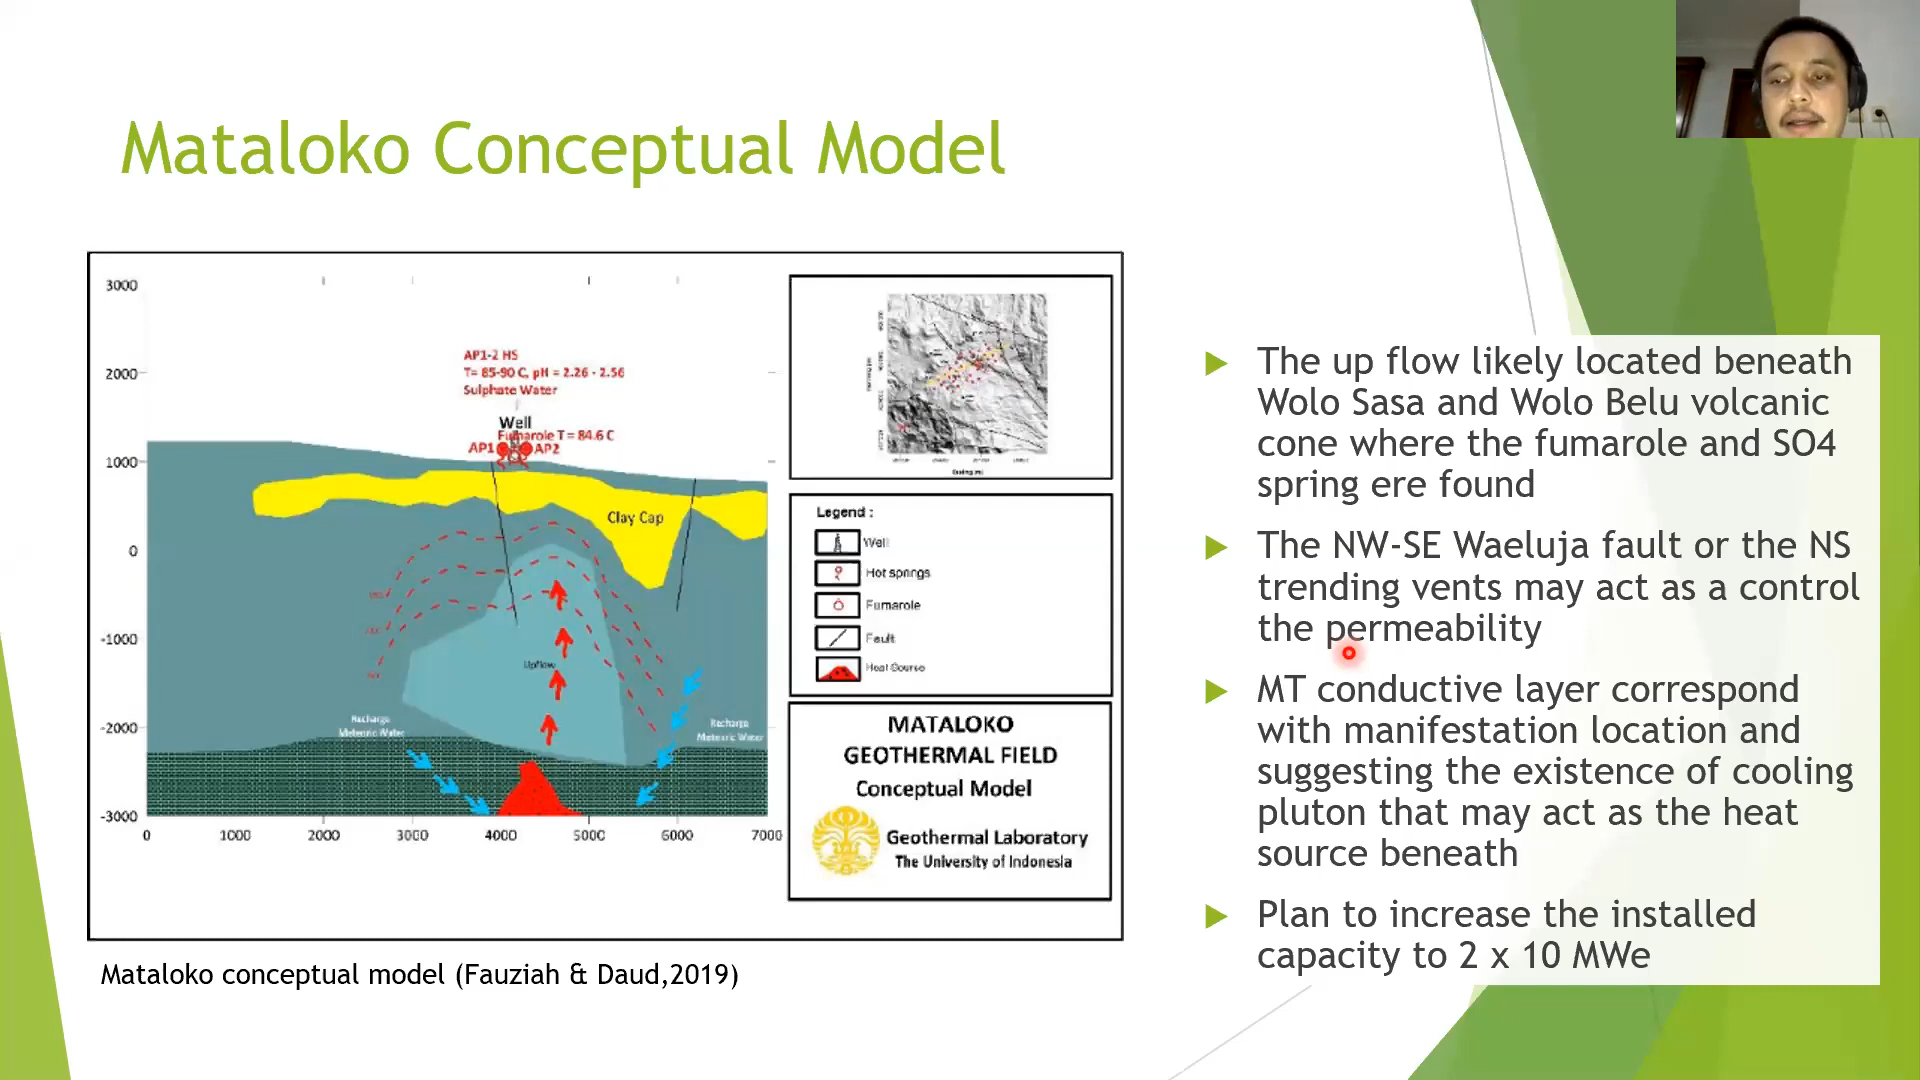 Mataloko Conceptual Model
3000
2000
1000
0
-1000
-2000
-3000
0 1000 2000 3000 4000 5000 6000 7000
AP1-2 HS
T= 85-90 C, pH = 2.26 - 2.56
Sulphate Water
Well
Fumarole T = 84.6 C
AP1
AP2
Clay Cap
Upflow
Recharge
Meteoric Water
Recharge
Meteoric Water
Legend :
Well
Hot springs
Fumarole
Fault
Heat Source
MATALOKO
GEOTHERMAL FIELD
Conceptual Model
Geothermal Laboratory
The University of Indonesia
Mataloko conceptual model (Fauziah & Daud,2019)
The up flow likely located beneath
Wolo Sasa and Wolo Belu volcanic
cone where the fumarole and SO4
spring ere found
The NW-SE Waeluja fault or the NS
trending vents may act as a control
the permeability
MT conductive layer correspond
with manifestation location and
suggesting the existence of cooling
pluton that may act as the heat
source beneath
Plan to increase the installed
capacity to 2 x 10 MWe